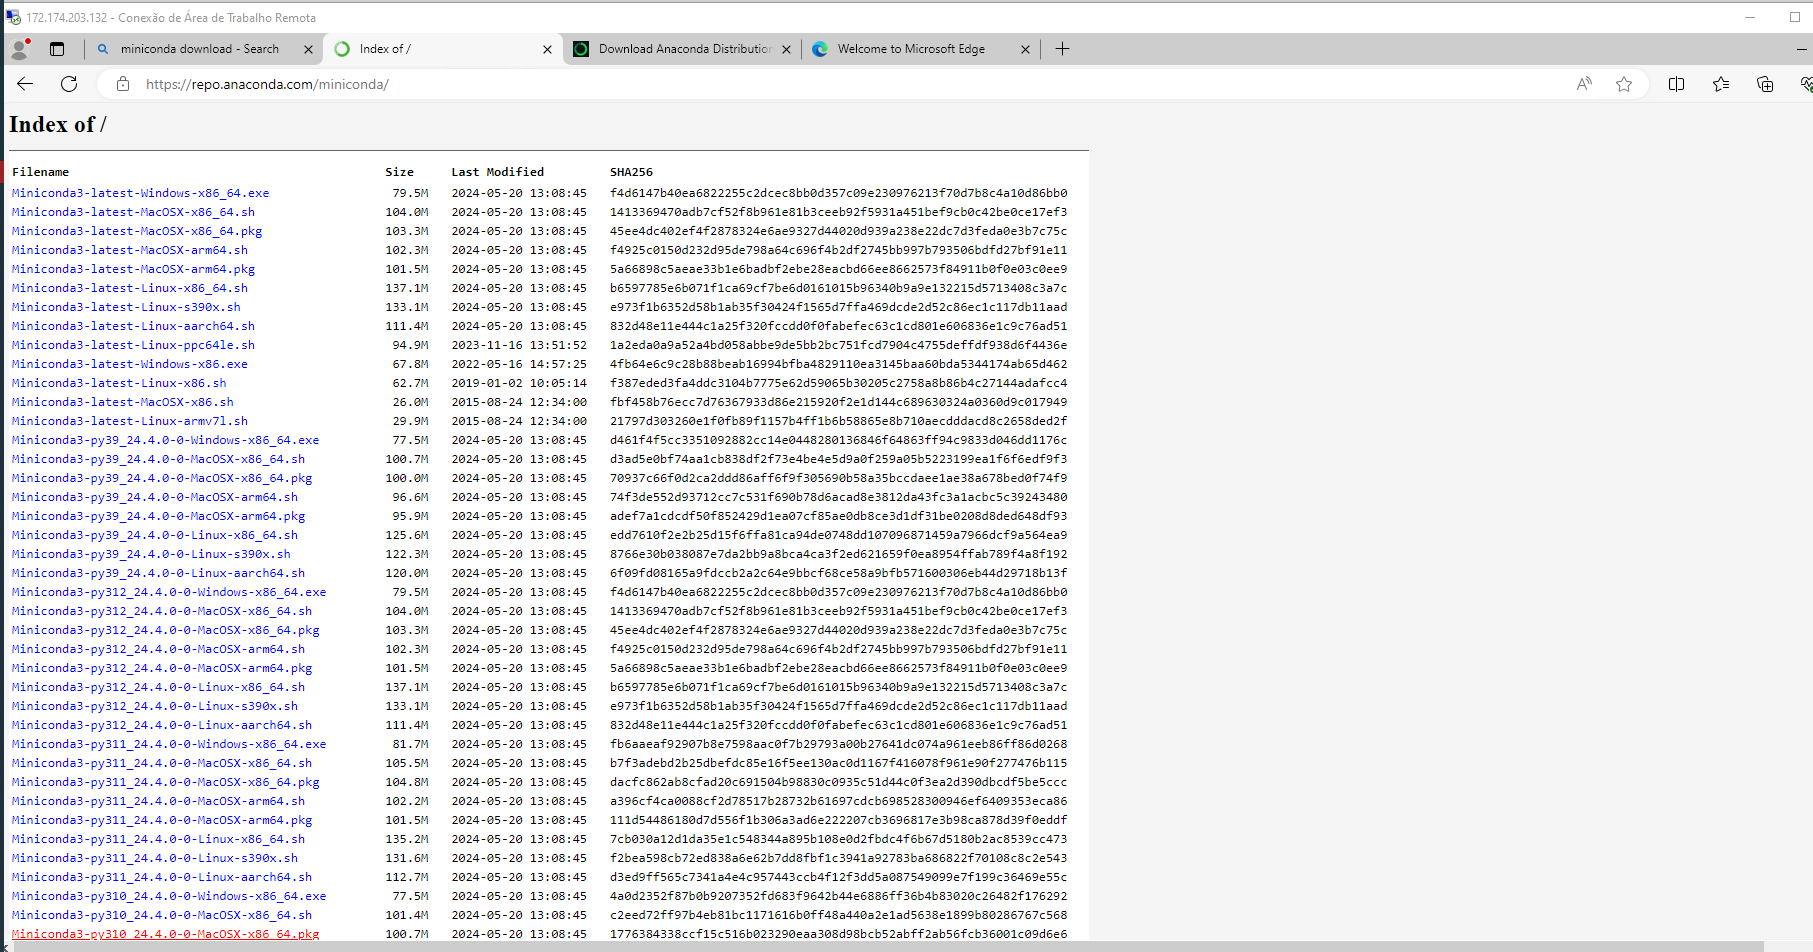 172.174.203.132 - Conexão de Área de Trabalho Remota
miniconda download - Search
Index of /
Download Anaconda Distribution
Welcome to Microsoft Edge
https://repo.anaconda.com/miniconda/
Index of /
Filename Size Last Modified SHA256
Miniconda3-latest-Windows-x86_64.exe 79.5M 2024-05-20 13:08:45 f4d6147b40ea6822255c2dcec8bb0d357c09e230976213f70d7b8c4a10d86bb0
Miniconda3-latest-MacOSX-x86_64.sh 104.0M 2024-05-20 13:08:45 1413369470adb7cf52f8b961e81b3ceeb92f5931a451bef9cb0c42be0ce17ef3
Miniconda3-latest-MacOSX-x86_64.pkg 103.3M 2024-05-20 13:08:45 45ee4dc402ef4f2878324e6ae9327d44020d939a238e22dc7d3feda0e3b7c75c
Miniconda3-latest-MacOSX-arm64.sh 102.3M 2024-05-20 13:08:45 f4925c0150d232d95de798a64c696f4b2df2745bb997b793506bdfd27bf91e11
Miniconda3-latest-MacOSX-arm64.pkg 101.5M 2024-05-20 13:08:45 5a66898c5aeae33b1e6badbf2ebe28eacbd66ee8662573f84911b0f0e03c0ee9
Miniconda3-latest-Linux-x86_64.sh 137.1M 2024-05-20 13:08:45 b6597785e6b071f1ca69cf7be6d0161015b96340b9a9e132215d5713408c3a7c
Miniconda3-latest-Linux-s390x.sh 133.1M 2024-05-20 13:08:45 e973f1b6352d58b1ab35f30424f1565d7ffa469dcde2d52c86ec1c117db11aad
Miniconda3-latest-Linux-aarch64.sh 111.4M 2024-05-20 13:08:45 832d48e11e444c1a25f320fccdd0f0fabefec63c1cd801e606836e1c9c76ad51
Miniconda3-latest-Linux-ppc64le.sh 94.9M 2023-11-16 13:51:52 1a2eda0a9a52a4bd058abbe9de5bb2bc751fcd7904c4755deffdf938d6f4436e
Miniconda3-latest-Windows-x86.exe 67.8M 2022-05-16 14:57:25 4fb64e6c9c28b88beab16994bfba4829110ea3145baa60bda5344174ab65d462
Miniconda3-latest-Linux-x86.sh 62.7M 2019-01-02 10:05:14 f387eded3fa4ddc3104b7775e62d59065b30205c2758a8b86b4c27144adafcc4
Miniconda3-latest-MacOSX-x86.sh 26.0M 2015-08-24 12:34:00 fbf458b76ecc7d76367933d86e215920f2e1d144c689630324a0360d9c017949
Miniconda3-latest-Linux-armv7l.sh 29.9M 2015-08-24 12:34:00 21797d303260e1f0fb89f1157b4ff1b6b58865e8b710aecdddacd8c2658ded2f
Miniconda3-py39_24.4.0-0-Windows-x86_64.exe 77.5M 2024-05-20 13:08:45 d461f4f5cc3351092882cc14e0448280136846f64863ff94c9833d046dd1176c
Miniconda3-py39_24.4.0-0-MacOSX-x86_64.sh 100.7M 2024-05-20 13:08:45 d3ad5e0bf74aa1cb838df2f73e4be4e5d9a0f259a05b5223199ea1f6f6edf9f3
Miniconda3-py39_24.4.0-0-MacOSX-x86_64.pkg 100.0M 2024-05-20 13:08:45 70937c66f0d2ca2ddd86aff6f9f305690b58a35bccdaee1ae38a678bed0f74f9
Miniconda3-py39_24.4.0-0-MacOSX-arm64.sh 96.6M 2024-05-20 13:08:45 74f3de552d93712cc7c531f690b78d6acad8e3812da43fc3a1acbc5c39243480
Miniconda3-py39_24.4.0-0-MacOSX-arm64.pkg 95.9M 2024-05-20 13:08:45 adef7a1cdcdf50f852429d1ea07cf85ae0db8ce3d1df31be0208d8ded648df93
Miniconda3-py39_24.4.0-0-Linux-x86_64.sh 125.6M 2024-05-20 13:08:45 edd7610f2e2b25d15f6ffa81ca94de0748dd107096871459a7966dcf9a564ea9
Miniconda3-py39_24.4.0-0-Linux-s390x.sh 122.3M 2024-05-20 13:08:45 8766e30b038087e7da2bb9a8bca4ca3f2ed621659f0ea8954ffab789f4a8f192
Miniconda3-py39_24.4.0-0-Linux-aarch64.sh 120.0M 2024-05-20 13:08:45 6f09fd08165a9fdccb2a2c64e9bbcf68ce58a9bfb571600306eb44d29718b13f
Miniconda3-py312_24.4.0-0-Windows-x86_64.exe 79.5M 2024-05-20 13:08:45 f4d6147b40ea6822255c2dcec8bb0d357c09e230976213f70d7b8c4a10d86bb0
Miniconda3-py312_24.4.0-0-MacOSX-x86_64.sh 104.0M 2024-05-20 13:08:45 1413369470adb7cf52f8b961e81b3ceeb92f5931a451bef9cb0c42be0ce17ef3
Miniconda3-py312_24.4.0-0-MacOSX-x86_64.pkg 103.3M 2024-05-20 13:08:45 45ee4dc402ef4f2878324e6ae9327d44020d939a238e22dc7d3feda0e3b7c75c
Miniconda3-py312_24.4.0-0-MacOSX-arm64.sh 102.3M 2024-05-20 13:08:45 f4925c0150d232d95de798a64c696f4b2df2745bb997b793506bdfd27bf91e11
Miniconda3-py312_24.4.0-0-MacOSX-arm64.pkg 101.5M 2024-05-20 13:08:45 5a66898c5aeae33b1e6badbf2ebe28eacbd66ee8662573f84911b0f0e03c0ee9
Miniconda3-py312_24.4.0-0-Linux-x86_64.sh 137.1M 2024-05-20 13:08:45 b6597785e6b071f1ca69cf7be6d0161015b96340b9a9e132215d5713408c3a7c
Miniconda3-py312_24.4.0-0-Linux-s390x.sh 133.1M 2024-05-20 13:08:45 e973f1b6352d58b1ab35f30424f1565d7ffa469dcde2d52c86ec1c117db11aad
Miniconda3-py312_24.4.0-0-Linux-aarch64.sh 111.4M 2024-05-20 13:08:45 832d48e11e444c1a25f320fccdd0f0fabefec63c1cd801e606836e1c9c76ad51
Miniconda3-py311_24.4.0-0-Windows-x86_64.exe 81.7M 2024-05-20 13:08:45 fb6aaeaf92907b8e7598aac0f7b29793a00b27641dc074a961eeb86ff86d0268
Miniconda3-py311_24.4.0-0-MacOSX-x86_64.sh 105.5M 2024-05-20 13:08:45 b7f3adebd2b25dbefdc85e16f5ee130ac0d1167f416078f961e90f277476b115
Miniconda3-py311_24.4.0-0-MacOSX-x86_64.pkg 104.8M 2024-05-20 13:08:45 dacfc862ab8cfad20c691504b98830c0935c51d44c0f3ea2d390dbcdf5be5ccc
Miniconda3-py311_24.4.0-0-MacOSX-arm64.sh 102.2M 2024-05-20 13:08:45 a396cf4ca0088cf2d78517b28732b61697cdcb698528300946ef6409353eca86
Miniconda3-py311_24.4.0-0-MacOSX-arm64.pkg 101.5M 2024-05-20 13:08:45 111d54486180d7d556f1b306a3ad6e222207cb3696817e3b98ca878d39f0eddf
Miniconda3-py311_24.4.0-0-Linux-x86_64.sh 135.2M 2024-05-20 13:08:45 7cb030a12d1da35e1c548344a895b108e0d2fbdc4f6b67d5180b2ac8539cc473
Miniconda3-py311_24.4.0-0-Linux-s390x.sh 131.6M 2024-05-20 13:08:45 f2bea598cb72ed838a6e62b7dd8fbf1c3941a92783ba686822f70108c8c2e543
Miniconda3-py311_24.4.0-0-Linux-aarch64.sh 112.7M 2024-05-20 13:08:45 d3ed9ff565c7341a4e4c957443ccb4f12f3dd5a087549099e7f199c36469e55c
Miniconda3-py310_24.4.0-0-Windows-x86_64.exe 77.5M 2024-05-20 13:08:45 4a0d2352f87b0b9207352fd683f9642b44e6886ff36b4b83020c26482f176292
Miniconda3-py310_24.4.0-0-MacOSX-x86_64.sh 101.4M 2024-05-20 13:08:45 c2eed72ff97b4eb81bc1171616b0ff48a440a2e1ad5638e1899b80286767c568
Miniconda3-py310_24.4.0-0-MacOSX-x86_64.pkg 100.7M 2024-05-20 13:08:45 1776384338ccf15c516b023290eaa308d98bcb52abff2ab56fcb36001c09d6e6